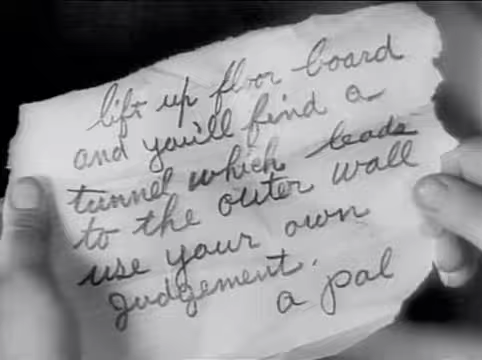 lift up floor board
and you'll find a
tunnel which leads
to the outer wall
use your own
judgement.
a pal